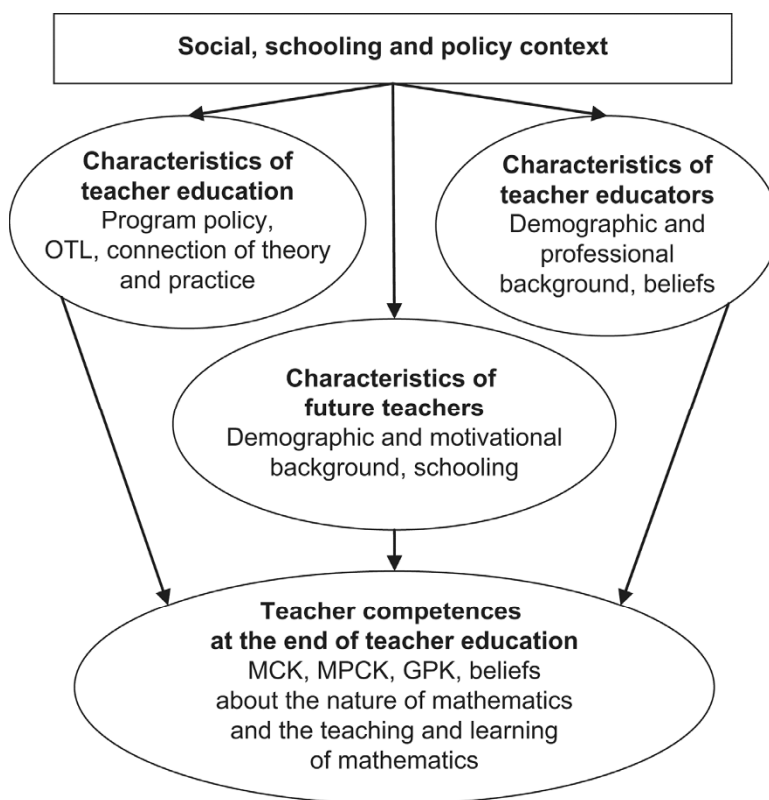 Social, schooling and policy context
Characteristics of
teacher education
Program policy,
OTL, connection of theory
and practice
Characteristics of
teacher educators
Demographic and
professional
background, beliefs
Characteristics of
future teachers
Demographic and motivational
background, schooling
Teacher competences
at the end of teacher education
MCK, MPCK, GPK, beliefs
about the nature of mathematics
and the teaching and learning
of mathematics